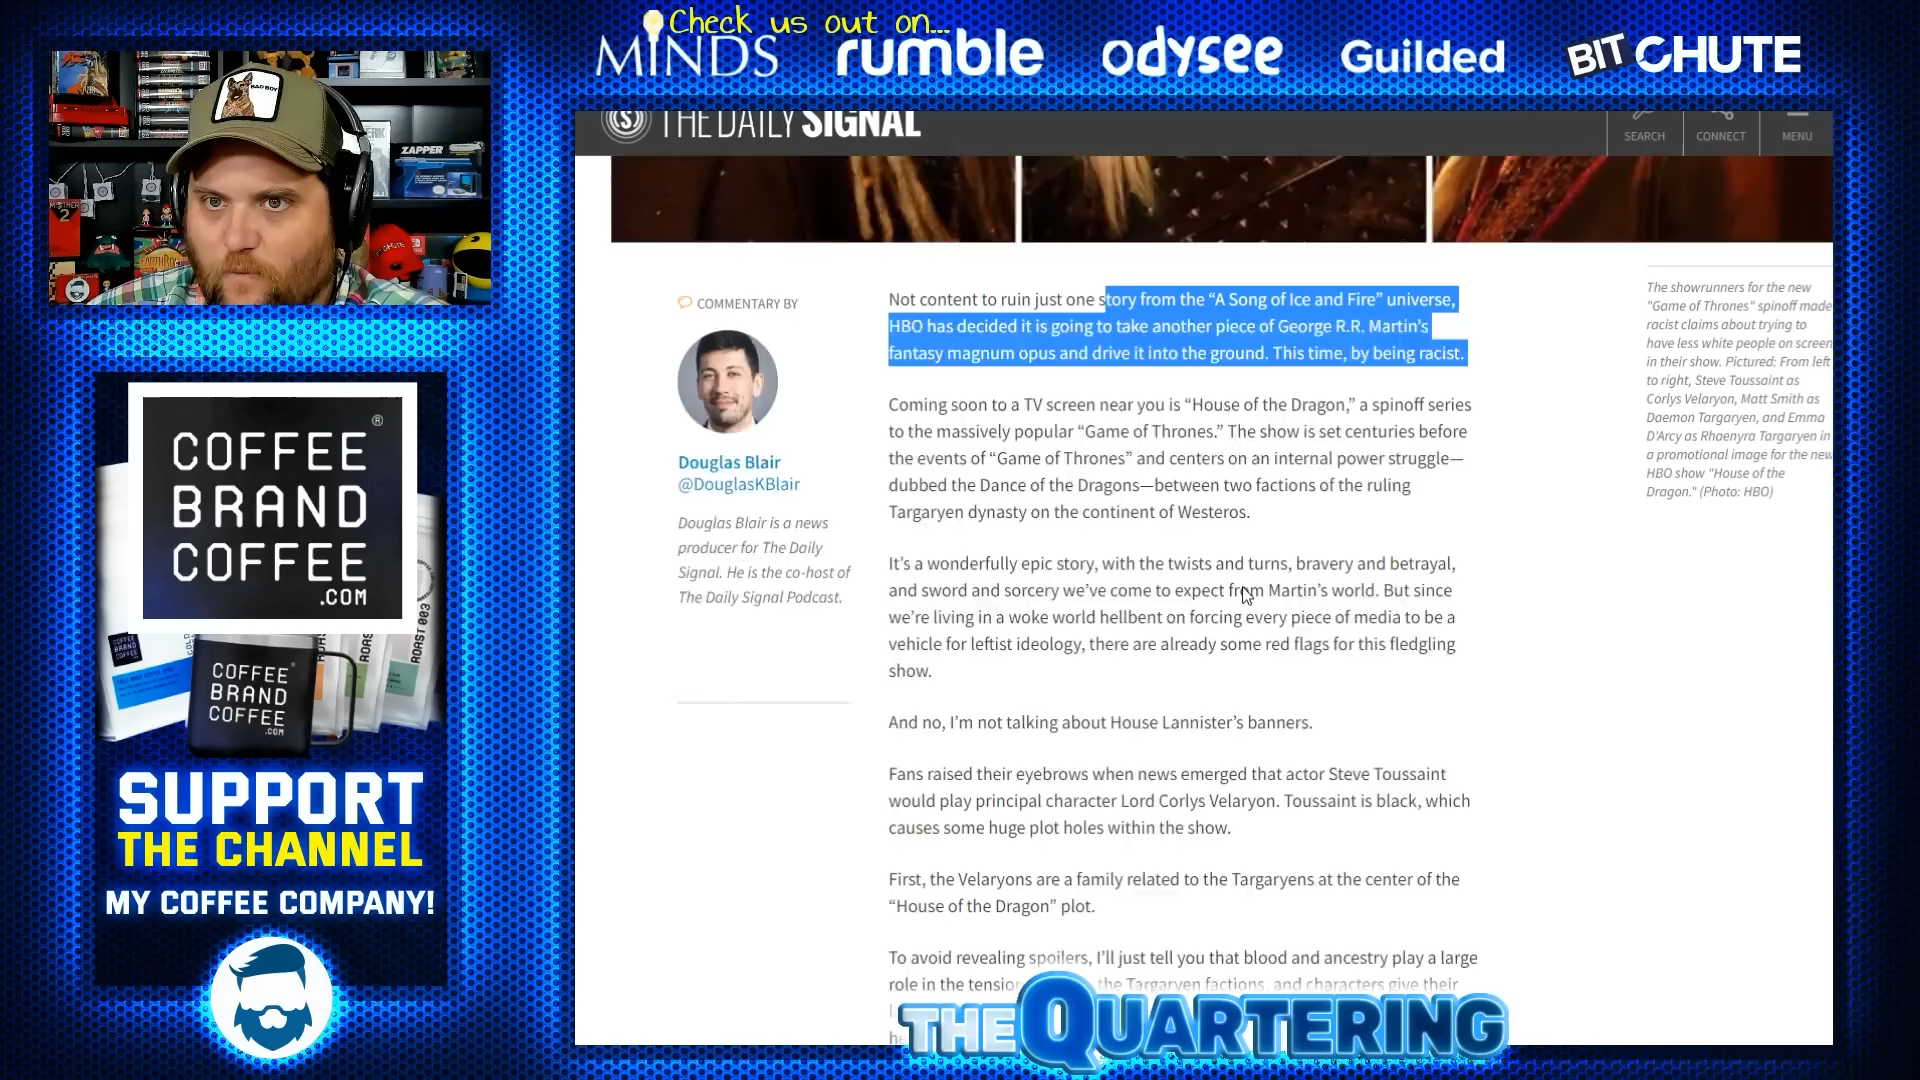 Check us out on...
MINDS
rumble
odysee
Guilded
BITCHUTE
BAD BOY
ZAPPER
MOTHER
2
EARTHBOUND
THE DAILY SIGNAL
SEARCH
CONNECT
MENU
COMMENTARY BY
Douglas Blair
@DouglasKBlair
Douglas Blair is a news
producer for The Daily
Signal. He is the co-host of
The Daily Signal Podcast.
Not content to ruin just one story from the “A Song of Ice and Fire” universe,
HBO has decided it is going to take another piece of George R.R. Martin’s
fantasy magnum opus and drive it into the ground. This time, by being racist.
Coming soon to a TV screen near you is “House of the Dragon,” a spinoff series
to the massively popular “Game of Thrones.” The show is set centuries before
the events of “Game of Thrones” and centers on an internal power struggle—
dubbed the Dance of the Dragons—between two factions of the ruling
Targaryen dynasty on the continent of Westeros.
It’s a wonderfully epic story, with the twists and turns, bravery and betrayal,
and sword and sorcery we’ve come to expect from Martin’s world. But since
we’re living in a woke world hellbent on forcing every piece of media to be a
vehicle for leftist ideology, there are already some red flags for this fledgling
show.
And no, I’m not talking about House Lannister’s banners.
Fans raised their eyebrows when news emerged that actor Steve Toussaint
would play principal character Lord Corlys Velaryon. Toussaint is black, which
causes some huge plot holes within the show.
First, the Velaryons are a family related to the Targaryens at the center of the
“House of the Dragon” plot.
To avoid revealing spoilers, I’ll just tell you that blood and ancestry play a large
role in the tension the Targaryen factions, and characters give their
The showrunners for the new
"Game of Thrones" spinoff made
racist claims about trying to
have less white people on screen
in their show. Pictured: From left
to right, Steve Toussaint as
Corlys Velaryon, Matt Smith as
Daemon Targaryen, and Emma
D'Arcy as Rhaenyra Targaryen in
a promotional image for the new
HBO show "House of the
Dragon." (Photo: HBO)
COFFEE ®
BRAND
COFFEE
.COM
COFFEE
BRAND
COFFEE
.COM
ROAST 003
SUPPORT
THE CHANNEL
MY COFFEE COMPANY!
THE QUARTERING